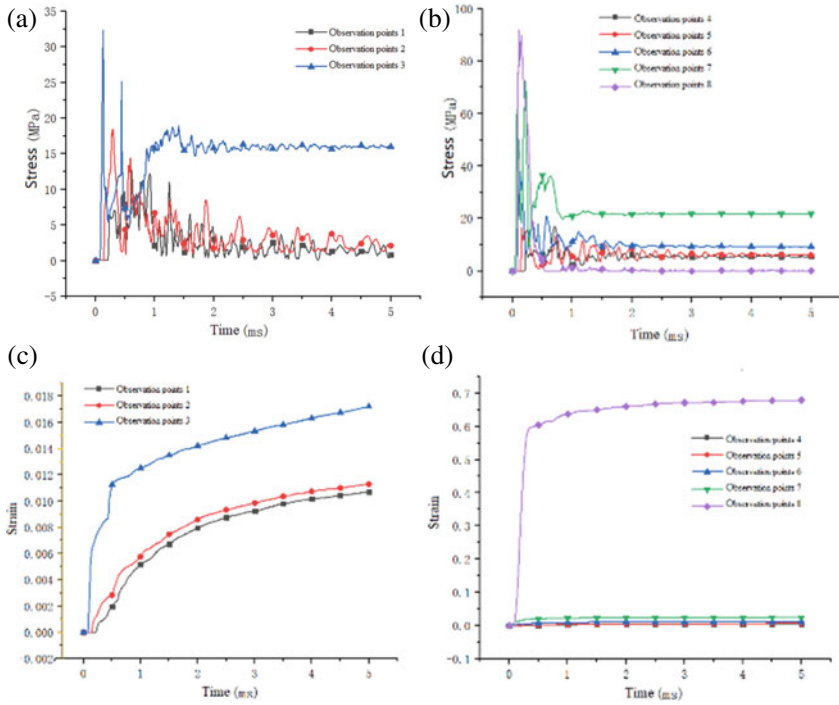 (a)
35
30
25
20
15
10
5
0
-5
Stress (MPa)
0 1 2 3 4 5
Time (ms)
Observation points 1
Observation points 2
Observation points 3
(b)
100
80
60
40
20
0
Stress (MPa)
0 1 2 3 4 5
Time (ms)
Observation points 4
Observation points 5
Observation points 6
Observation points 7
Observation points 8
(c)
0.018
0.016
0.014
0.012
0.010
0.008
0.006
0.004
0.002
0.000
0.002
Strain
0 1 2 3 4 5
Time (ms)
Observation points 1
Observation points 2
Observation points 3
(d)
0.7
0.6
0.5
0.4
0.3
0.2
0.1
0.0
-0.1
Strain
0 1 2 3 4 5
Time (ms)
Observation points 4
Observation points 5
Observation points 6
Observation points 7
Observation points 8